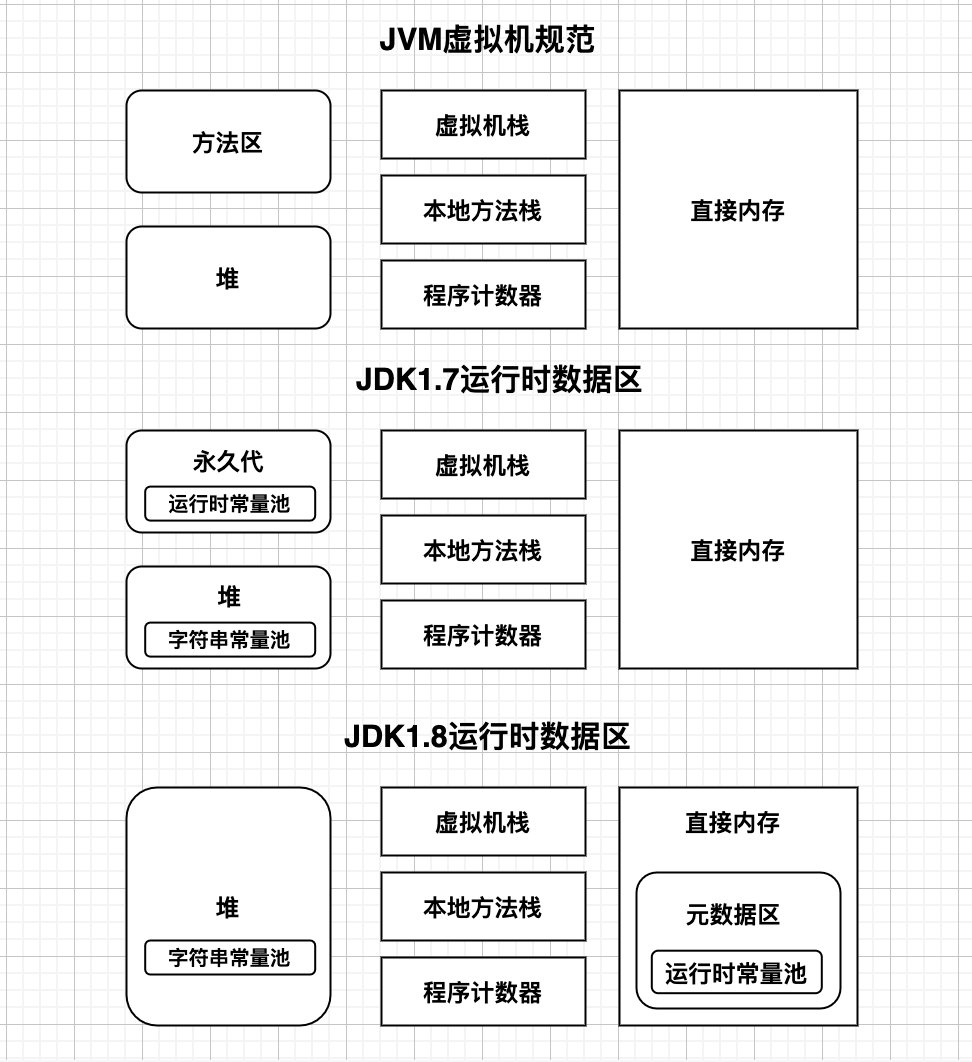 JVM虚拟机规范
方法区
堆
虚拟机栈
本地方法栈
程序计数器
直接内存
JDK1.7运行时数据区
永久代
运行时常量池
堆
字符串常量池
虚拟机栈
本地方法栈
程序计数器
直接内存
JDK1.8运行时数据区
堆
字符串常量池
虚拟机栈
本地方法栈
程序计数器
直接内存
元数据区
运行时常量池